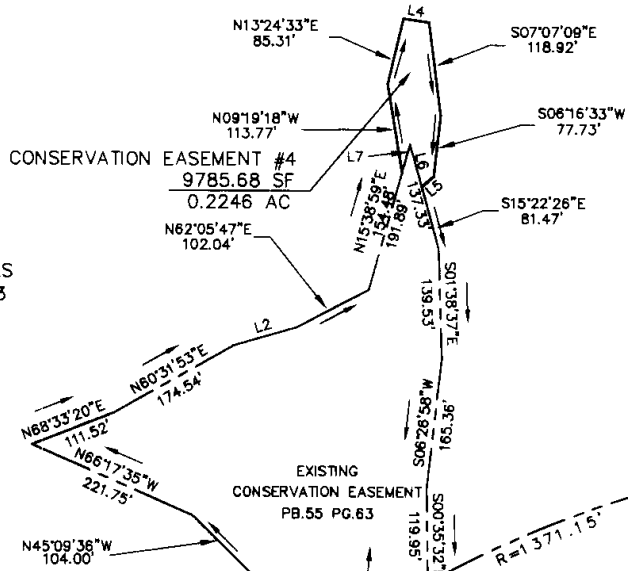 L4
N13°24'33"E
85.31'
S07°07'09"E
118.92'
N09°19'18"W
113.77'
S06°16'33"W
77.73'
CONSERVATION EASEMENT #4
9785.68 SF
0.2246 AC
L7
L6
L5
137.33'
N15°38'59"E
154.48'
191.89'
S15°22'26"E
81.47'
N62°05'47"E
102.04'
S01°38'37"E
139.53'
S
3
L2
N60°31'53"E
174.54'
N68°33'20"E
111.52'
S06°26'58"W
165.36'
N66°17'35"W
221.75'
EXISTING
CONSERVATION EASEMENT
PB.55 PG.63
N45°09'36"W
104.00'
S00°35'32"
119.95'
R=1371.15'